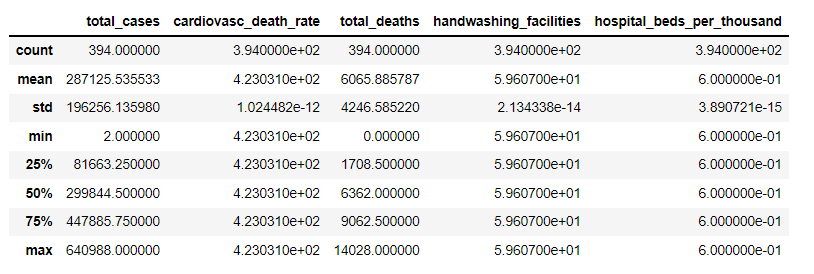 total_cases cardiovasc_death_rate total_deaths handwashing_facilities hospital_beds_per_thousand
count 394.000000 3.940000e+02 394.000000 3.940000e+02 3.940000e+02
mean 287125.535533 4.230310e+02 6065.885787 5.960700e+01 6.000000e-01
std 196256.135980 1.024482e-12 4246.585220 2.134338e-14 3.890721e-15
min 2.000000 4.230310e+02 0.000000 5.960700e+01 6.000000e-01
25% 81663.250000 4.230310e+02 1708.500000 5.960700e+01 6.000000e-01
50% 299844.500000 4.230310e+02 6362.000000 5.960700e+01 6.000000e-01
75% 447885.750000 4.230310e+02 9062.500000 5.960700e+01 6.000000e-01
max 640988.000000 4.230310e+02 14028.000000 5.960700e+01 6.000000e-01